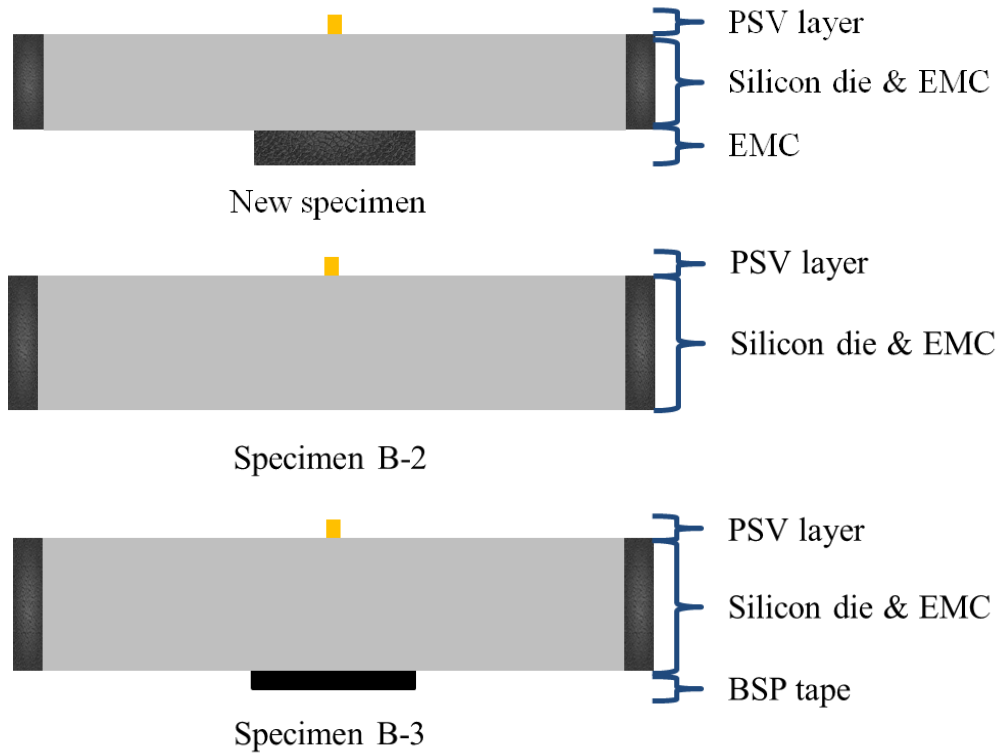 PSV layer
Silicon die & EMC
EMC
New specimen
PSV layer
Silicon die & EMC
Specimen B-2
PSV layer
Silicon die & EMC
BSP tape
Specimen B-3